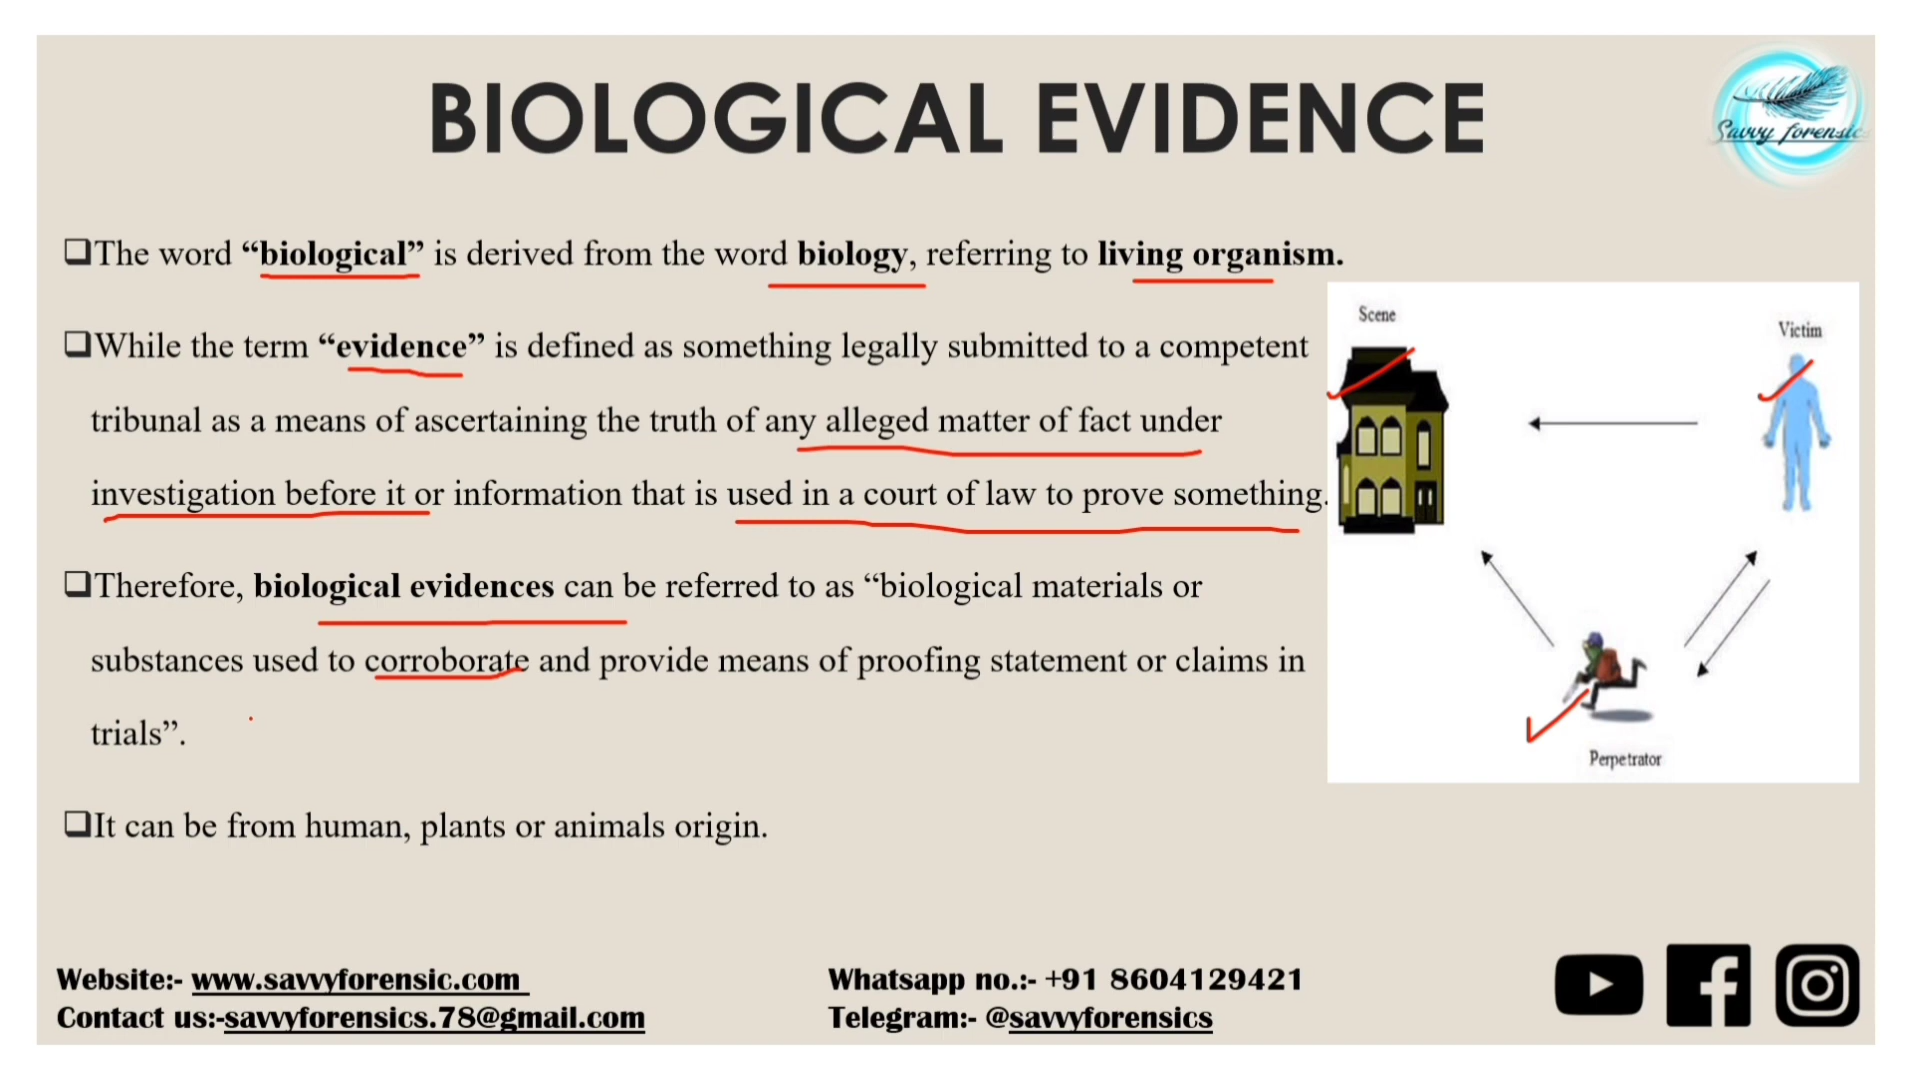 BIOLOGICAL EVIDENCE
Savvy forensics
❑The word “biological” is derived from the word biology, referring to living organism.
❑While the term “evidence” is defined as something legally submitted to a competent
tribunal as a means of ascertaining the truth of any alleged matter of fact under
investigation before it or information that is used in a court of law to prove something.
❑Therefore, biological evidences can be referred to as “biological materials or
substances used to corroborate and provide means of proofing statement or claims in
trials”.
❑It can be from human, plants or animals origin.
Scene
Victim
Perpetrator
Website:- www.savvyforensic.com
Contact us:-savvyforensics.78@gmail.com
Whatsapp no.:- +91 8604129421
Telegram:- @savvyforensics